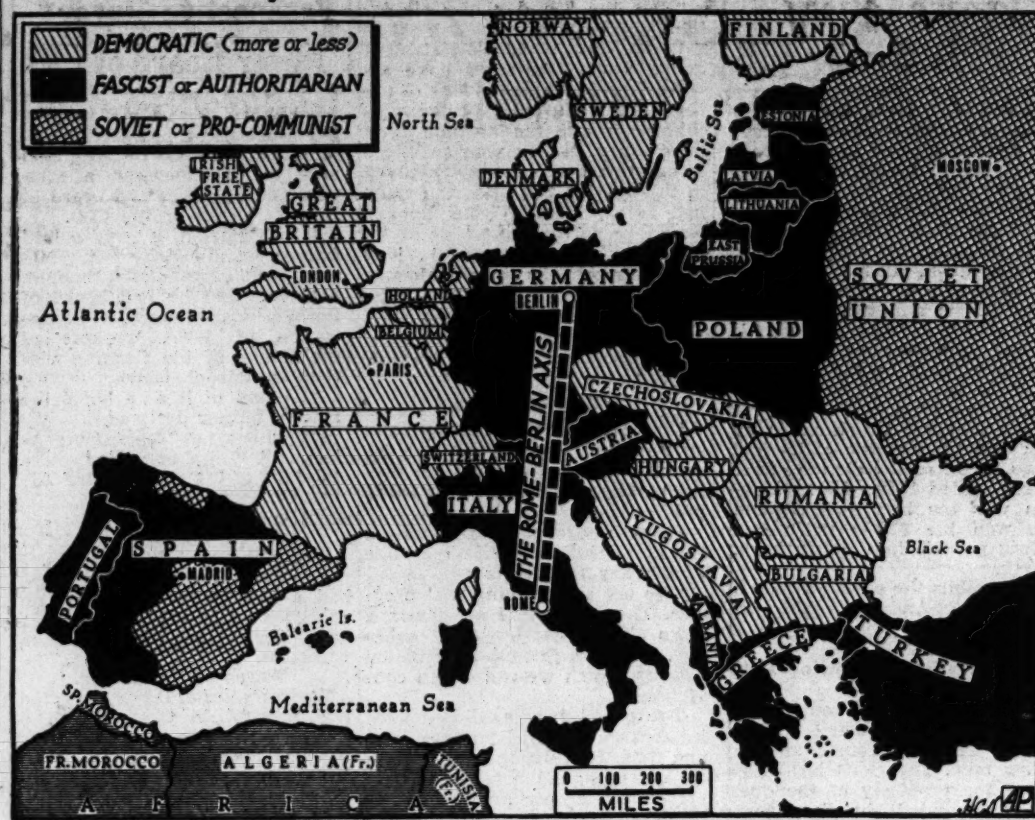 DEMOCRATIC (more or less)
FASCIST or AUTHORITARIAN
SOVIET or PRO-COMMUNIST
NORWAY
FINLAND
SWEDEN
North Sea
Baltic Sea
ESTONIA
MOSCOW
IRISH
FREE
STATE
DENMARK
LATVIA
LITHUANIA
GREAT
BRITAIN
EAST
PRUSSIA
LONDON
GERMANY
BERLIN
SOVIET
UNION
HOLLAND
BELGIUM
POLAND
Atlantic Ocean
PARIS
THE ROME-BERLIN AXIS
CZECHOSLOVAKIA
FRANCE
SWITZERLAND
AUSTRIA
HUNGARY
ITALY
RUMANIA
YUGOSLAVIA
PORTUGAL
SPAIN
MADRID
Black Sea
BULGARIA
ROME
ALBANIA
GREECE
TURKEY
Balearic Is.
SP. MOROCCO
Mediterranean Sea
FR. MOROCCO
ALGERIA (Fr.)
TUNISIA
(Fr.)
AFRICA
0 100 200 300
MILES
AP